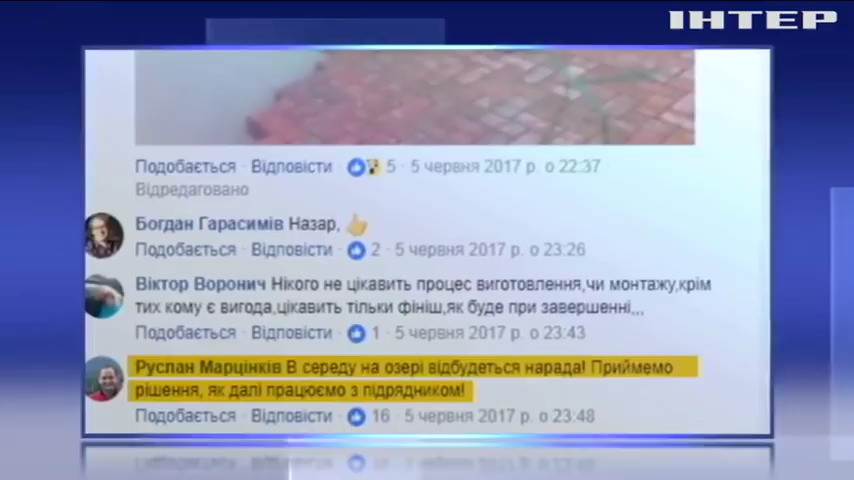 ІНТЕР
Подобається · Відповісти · 5 · 5 червня 2017 р. о 22:37
Відредаговано
Богдан Гарасимів Назар,
Подобається · Відповісти · 2 · 5 червня 2017 р. о 23:26
Віктор Воронич Нікого не цікавить процес виготовлення,чи монтажу,крім
тих кому є вигода,цікавить тільки фініш,як буде при завершенні,,,
Подобається · Відповісти · 1 · 5 червня 2017 р. о 23:43
Руслан Марцінків В середу на озері відбудеться нарада! Приймемо
рішення, як далі працюємо з підрядником!
Подобається · Відповісти · 16 · 5 червня 2017 р. о 23:48